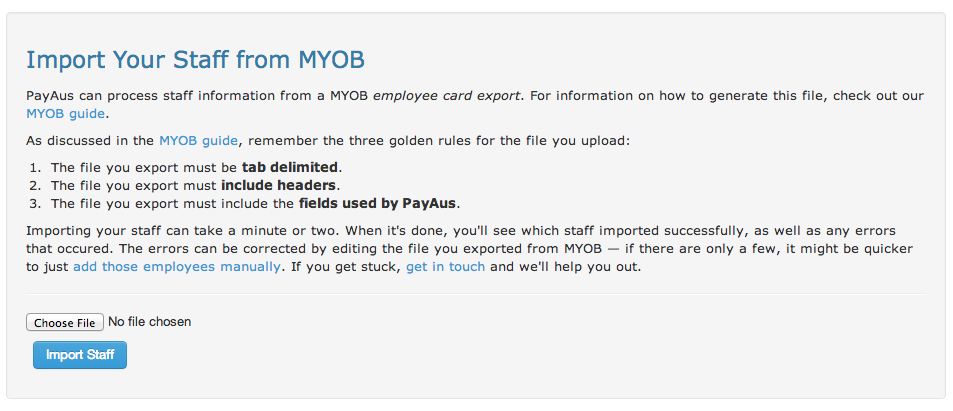 Import Your Staff from MYOB
PayAus can process staff information from a MYOB employee card export. For information on how to generate this file, check out our
MYOB guide.
As discussed in the MYOB guide, remember the three golden rules for the file you upload:
1. The file you export must be tab delimited.
2. The file you export must include headers.
3. The file you export must include the fields used by PayAus.
Importing your staff can take a minute or two. When it's done, you'll see which staff imported successfully, as well as any errors
that occured. The errors can be corrected by editing the file you exported from MYOB — if there are only a few, it might be quicker
to just add those employees manually. If you get stuck, get in touch and we'll help you out.
Choose File No file chosen
Import Staff